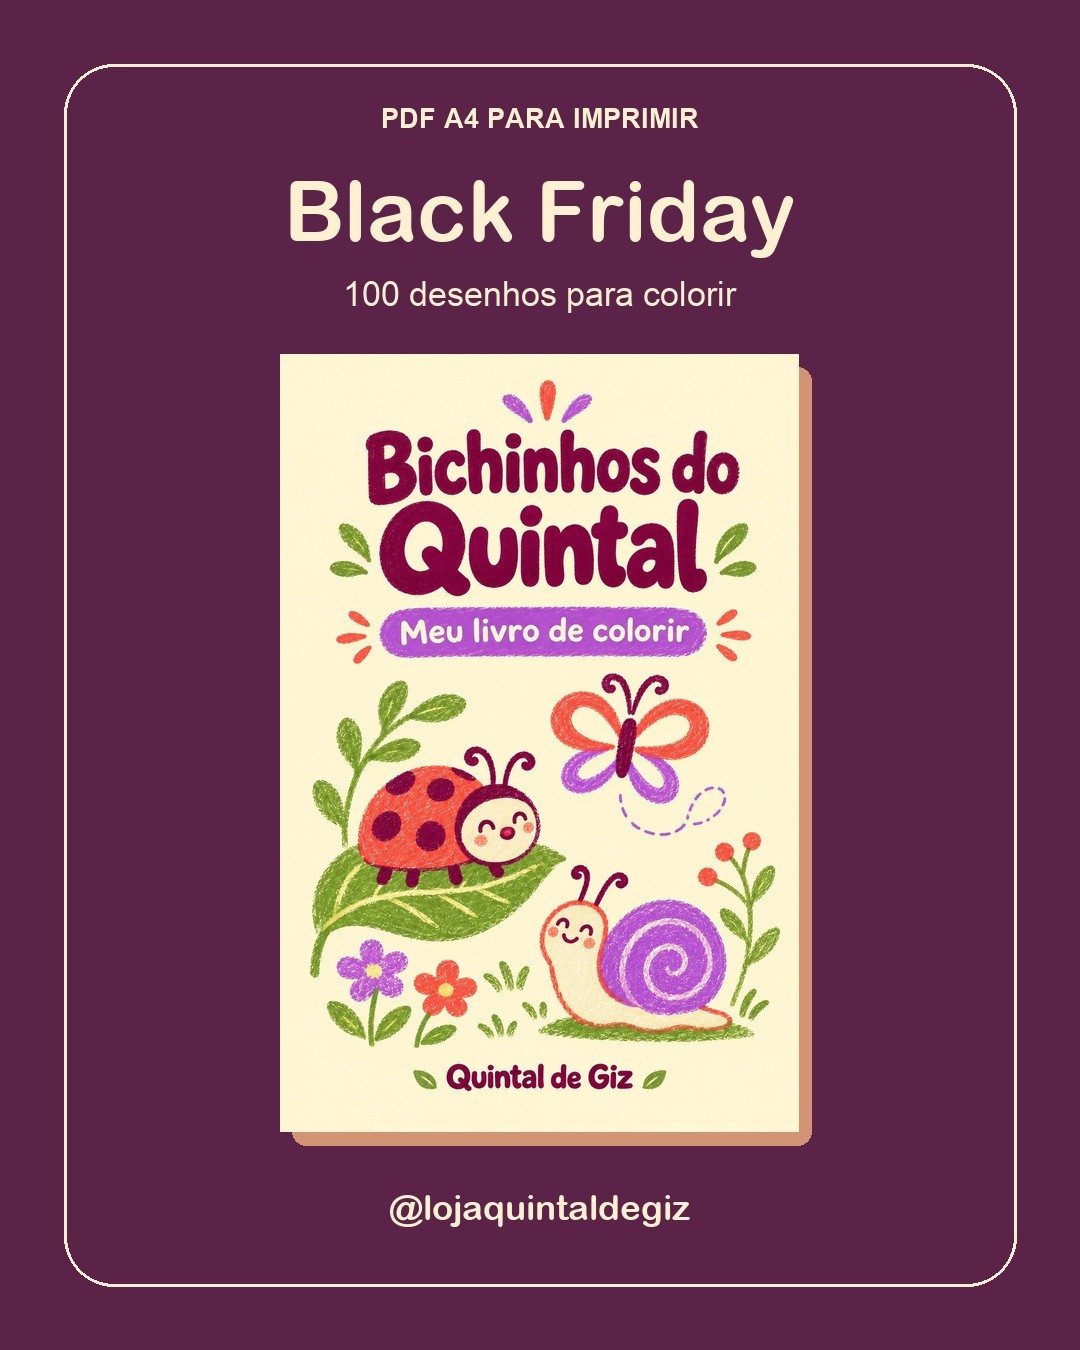 PDF A4 PARA IMPRIMIR
Black Friday
100 desenhos para colorir
Bichinhos do
Quintal
Meu livro de colorir
Quintal de Giz
@lojaquintaldegiz